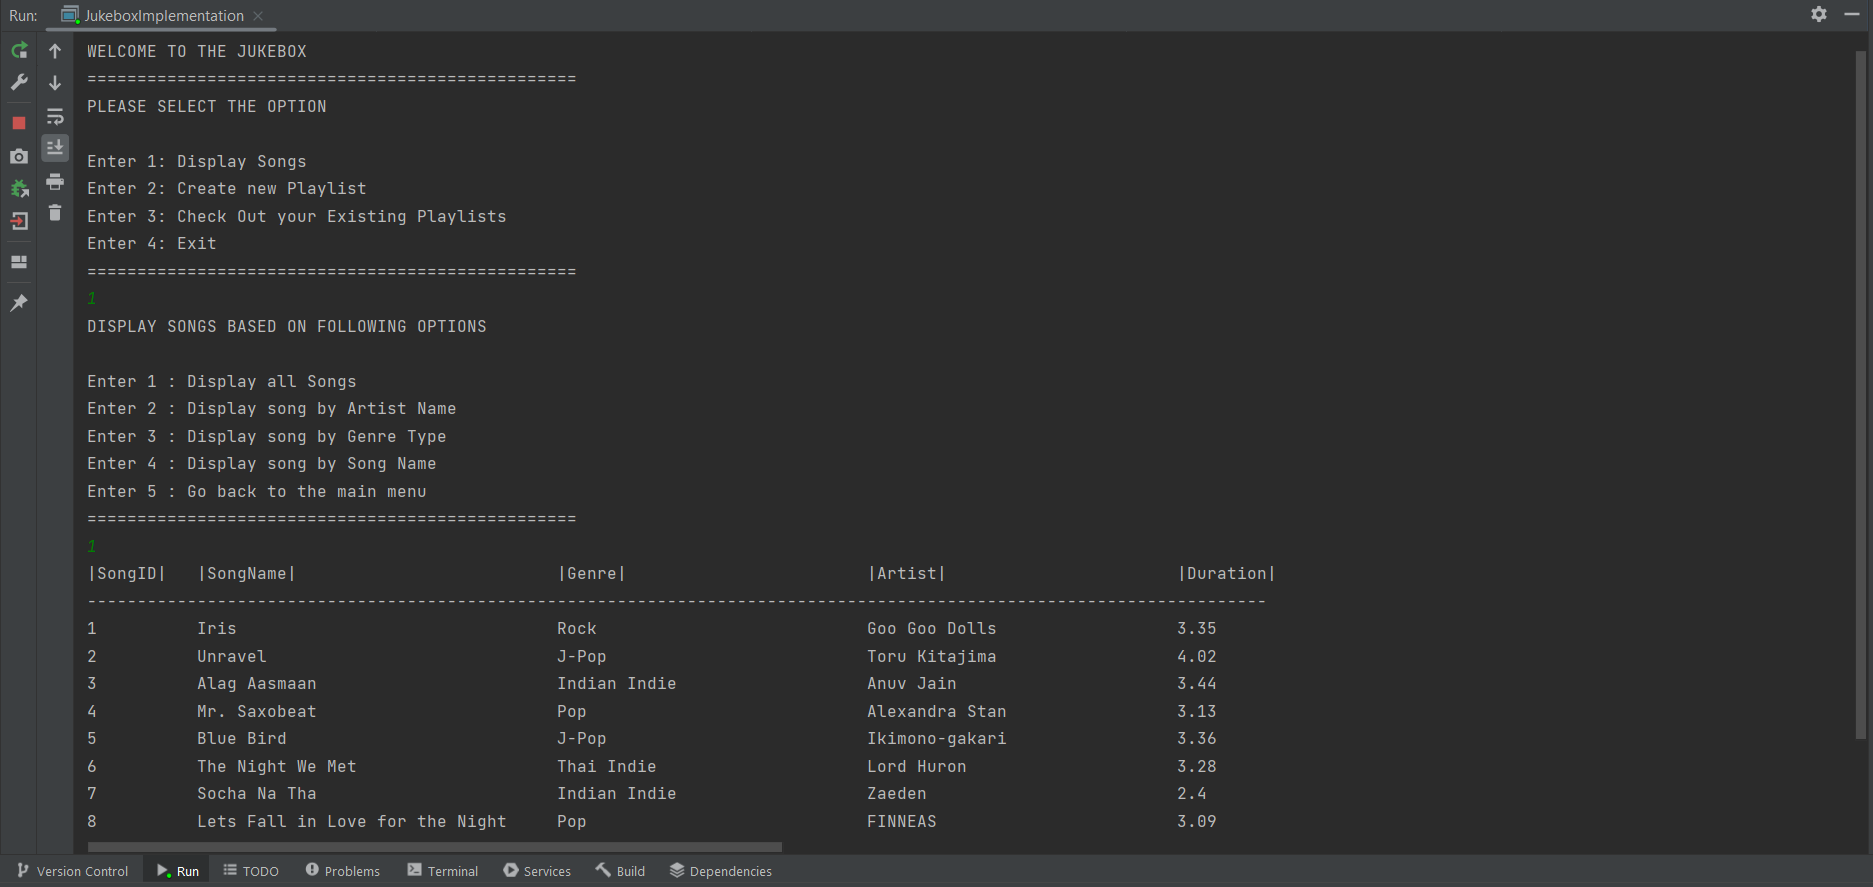 Run: JukeboxImplementation
WELCOME TO THE JUKEBOX
=================================================
PLEASE SELECT THE OPTION
Enter 1: Display Songs
Enter 2: Create new Playlist
Enter 3: Check Out your Existing Playlists
Enter 4: Exit
=================================================
1
DISPLAY SONGS BASED ON FOLLOWING OPTIONS
Enter 1 : Display all Songs
Enter 2 : Display song by Artist Name
Enter 3 : Display song by Genre Type
Enter 4 : Display song by Song Name
Enter 5 : Go back to the main menu
=================================================
1
|SongID| |SongName| |Genre| |Artist| |Duration|
----------------------------------------------------------------------------------------------------------------------
1 Iris Rock Goo Goo Dolls 3.35
2 Unravel J-Pop Toru Kitajima 4.02
3 Alag Aasmaan Indian Indie Anuv Jain 3.44
4 Mr. Saxobeat Pop Alexandra Stan 3.13
5 Blue Bird J-Pop Ikimono-gakari 3.36
6 The Night We Met Thai Indie Lord Huron 3.28
7 Socha Na Tha Indian Indie Zaeden 2.4
8 Lets Fall in Love for the Night Pop FINNEAS 3.09
Version Control Run TODO Problems Terminal Services Build Dependencies